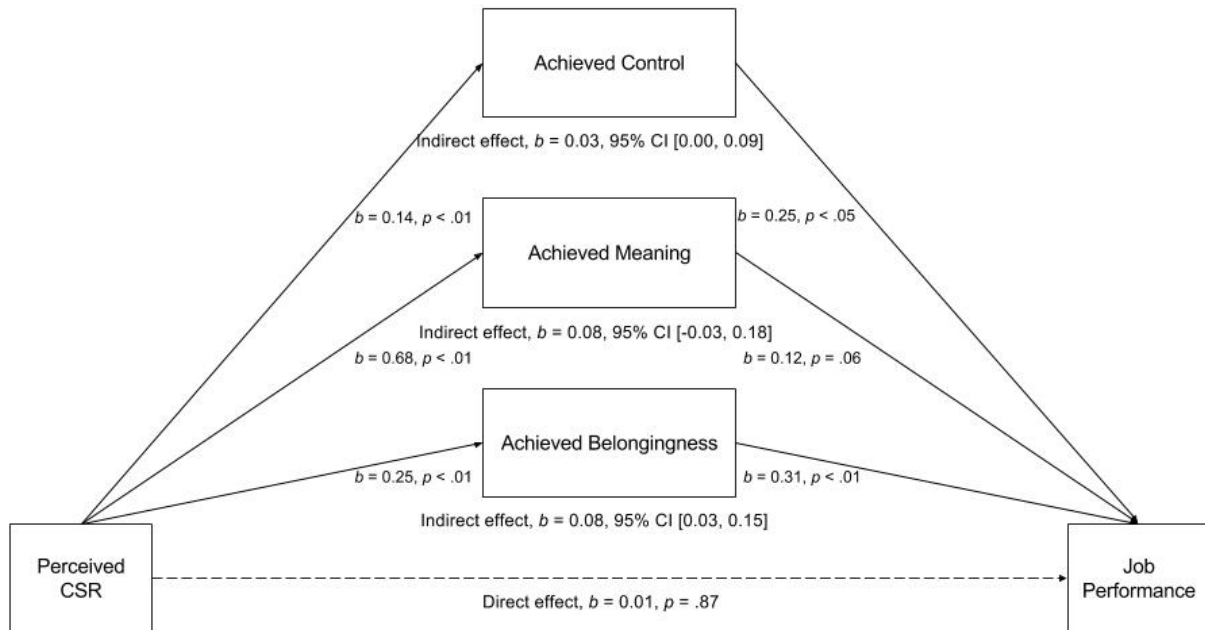 Achieved Control
Indirect effect, b = 0.03, 95% CI [0.00, 0.09]
b = 0.14, p < .01
b = 0.25, p < .05
Achieved Meaning
Indirect effect, b = 0.08, 95% CI [-0.03, 0.18]
b = 0.68, p < .01
b = 0.12, p = .06
Achieved Belongingness
b = 0.25, p < .01
b = 0.31, p < .01
Indirect effect, b = 0.08, 95% CI [0.03, 0.15]
Perceived
CSR
Job
Performance
Direct effect, b = 0.01, p = .87